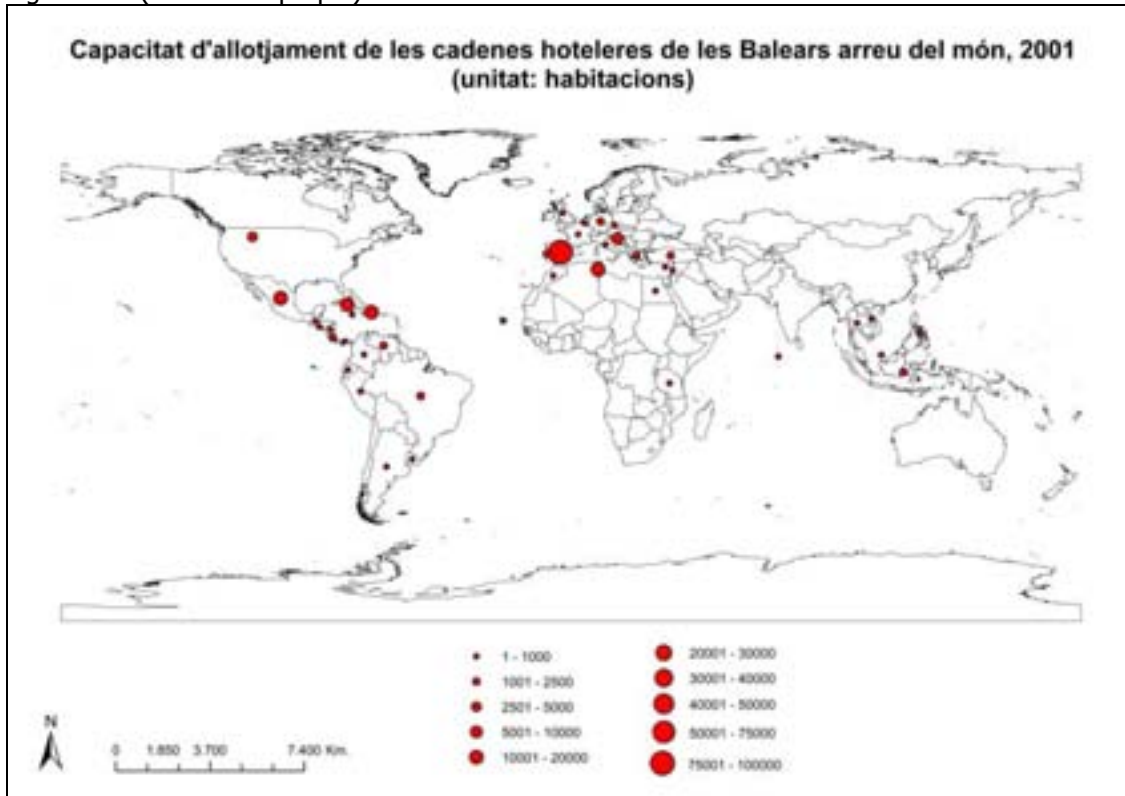 Capacitat d'allotjament de les cadenes hoteleres de les Balears arreu del món, 2001
(unitat: habitacions)
1 - 1000
1001 - 2500
2501 - 5000
5001 - 10000
10001 - 20000
20001 - 30000
30001 - 40000
40001 - 50000
50001 - 75000
75001 - 100000
N
0 1.850 3.700 7.400 Km.